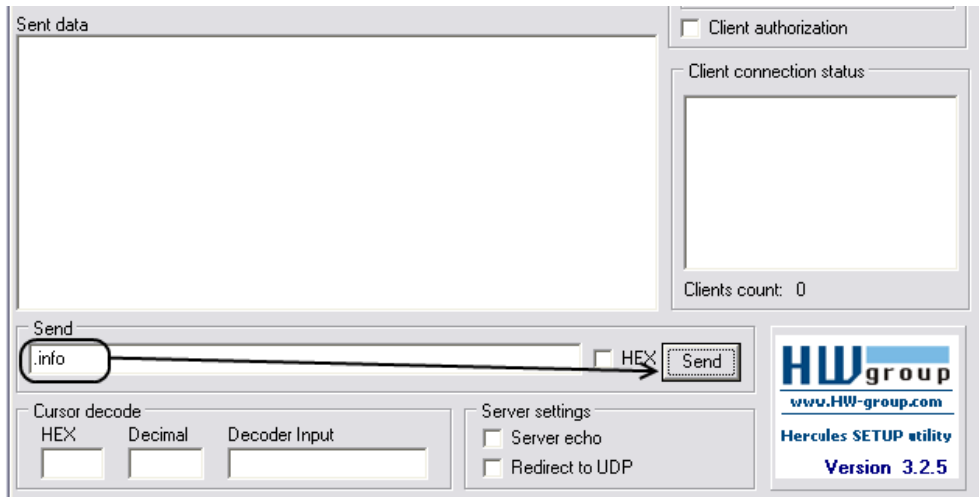 Sent data
Client authorization
Client connection status
Clients count: 0
Send
.info
HEX
Send
Cursor decode
HEX Decimal Decoder Input
Server settings
Server echo
Redirect to UDP
HWgroup
www.HW-group.com
Hercules SETUP utility
Version 3.2.5